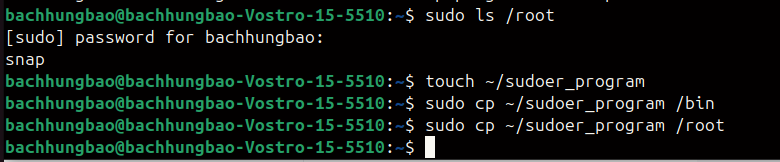 bachhungbao@bachhungbao-Vostro-15-5510:~$ sudo ls /root
[sudo] password for bachhungbao:
snap
bachhungbao@bachhungbao-Vostro-15-5510:~$ touch ~/sudoer_program
bachhungbao@bachhungbao-Vostro-15-5510:~$ sudo cp ~/sudoer_program /bin
bachhungbao@bachhungbao-Vostro-15-5510:~$ sudo cp ~/sudoer_program /root
bachhungbao@bachhungbao-Vostro-15-5510:~$